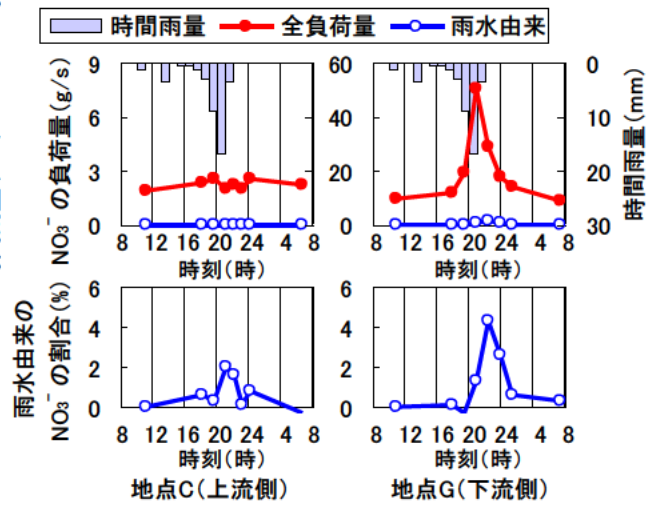 時間雨量 全負荷量 雨水由来
NO₃⁻ の負荷量(g/s)
9
6
3
0
8 12 16 20 24 4 8
時刻(時)
60
40
20
0
8 12 16 20 24 4 8
時刻(時)
0
10
20
30
時間雨量(mm)
雨水由来の
NO₃⁻ の割合(%)
6
4
2
0
8 12 16 20 24 4 8
時刻(時)
地点C(上流側)
6
4
2
0
8 12 16 20 24 4 8
時刻(時)
地点G(下流側)